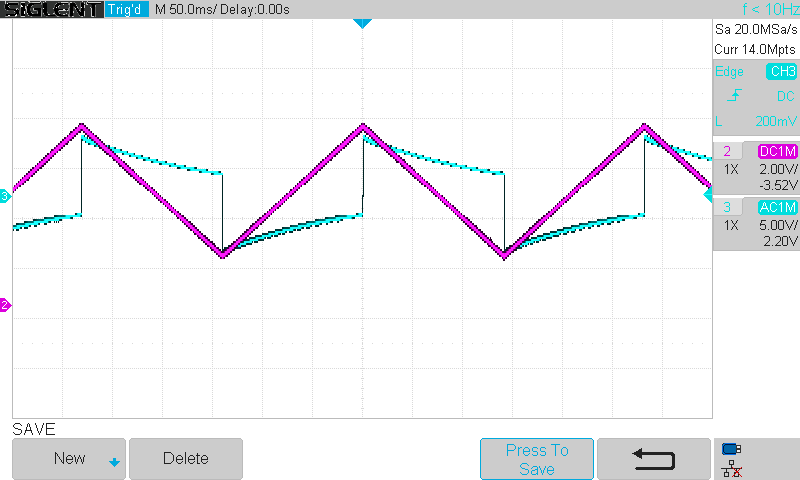 SIGLENT Trig'd M 50.0ms/ Delay:0.00s f < 10Hz
Sa 20.0MSa/s
Curr 14.0Mpts
Edge CH3
DC
L 200mV
2 DC1M
1X 2.00V/
-3.52V
3 AC1M
1X 5.00V/
2.20V
3
2
SAVE
New Delete Press To
Save